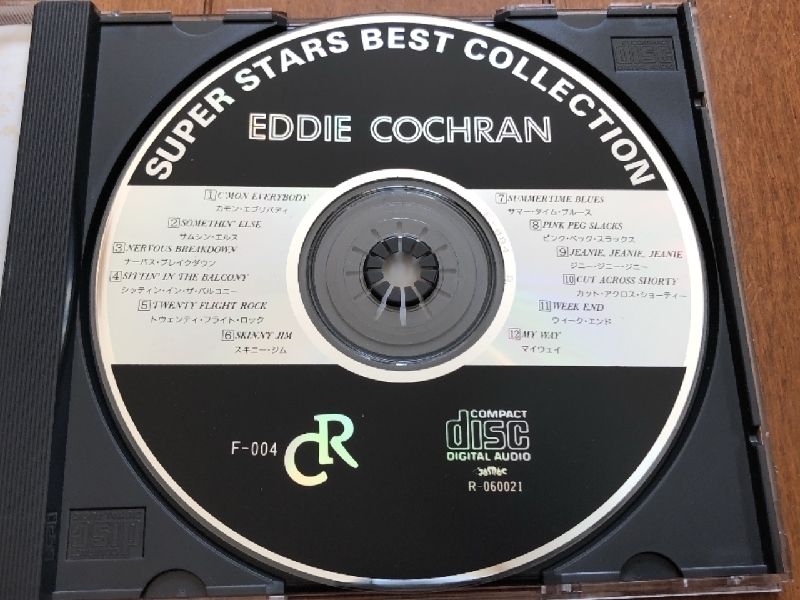 SUPER STARS BEST COLLECTION
EDDIE COCHRAN
1 C'MON EVERYBODY
カモン・エブリバディ
2 SOMETHIN' ELSE
サムシン・エルス
3 NERVOUS BREAKDOWN
ナーバス・ブレイクダウン
4 SITTIN' IN THE BALCONY
シッティン・イン・ザ・バルコニー
5 TWENTY FLIGHT ROCK
トウェンティ・フライト・ロック
6 SKINNY JIM
スキニー・ジム
7 SUMMERTIME BLUES
サマー・タイム・ブルース
8 PINK PEG SLACKS
ピンク・ペッグ・スラックス
9 JEANIE, JEANIE, JEANIE
ジニー・ジニー・ジニー
10 CUT ACROSS SHORTY
カット・アクロス・ショーティー
11 WEEK END
ウィーク・エンド
12 MY WAY
マイウェイ
F-004
CR
COMPACT
disc
DIGITAL AUDIO
R-060021